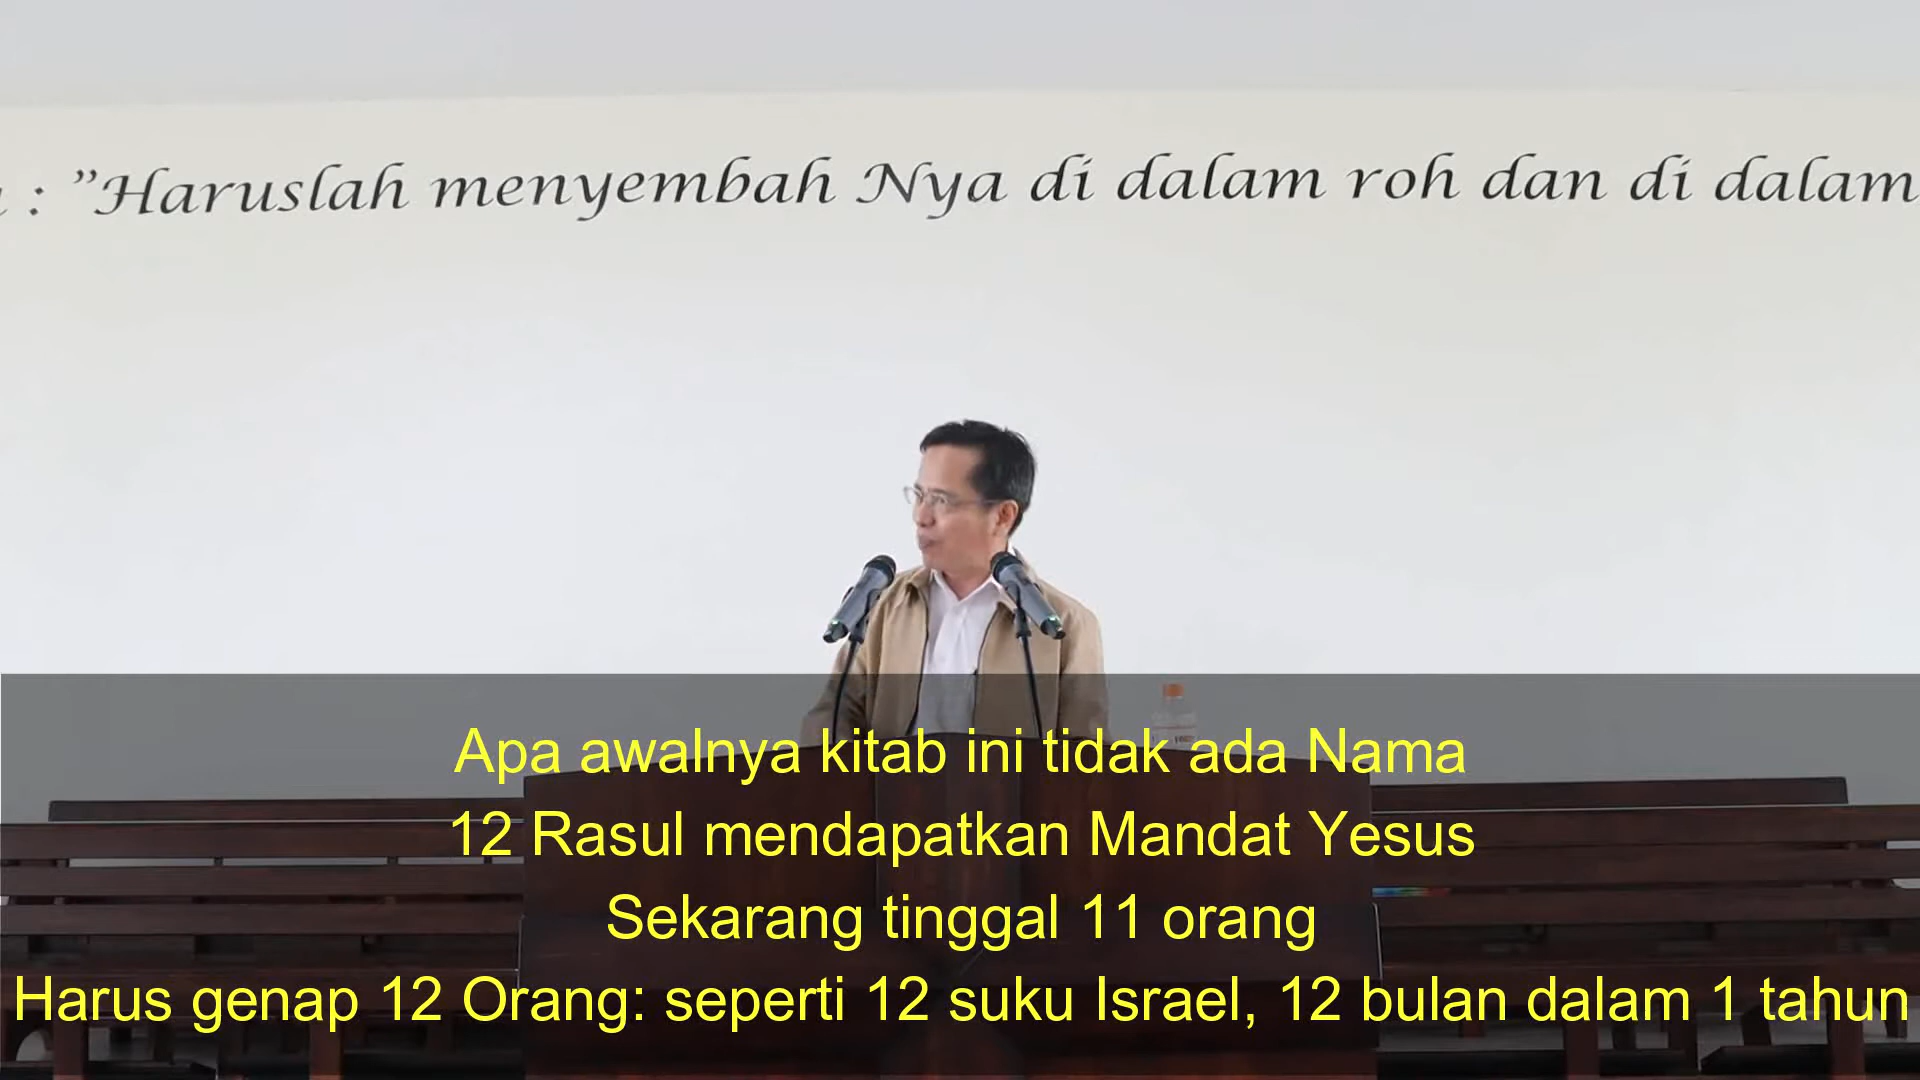 : "Haruslah menyembah Nya di dalam roh dan di dalam
Apa awalnya kitab ini tidak ada Nama
12 Rasul mendapatkan Mandat Yesus
Sekarang tinggal 11 orang
Harus genap 12 Orang: seperti 12 suku Israel, 12 bulan dalam 1 tahun